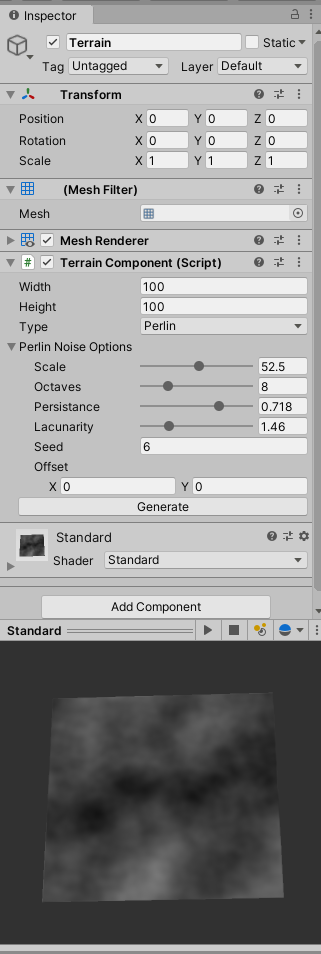 Inspector
Terrain
Static
Tag Untagged Layer Default
Transform
Position X 0 Y 0 Z 0
Rotation X 0 Y 0 Z 0
Scale X 1 Y 1 Z 1
(Mesh Filter)
Mesh
Mesh Renderer
# Terrain Component (Script)
Width 100
Height 100
Type Perlin
Perlin Noise Options
Scale 52.5
Octaves 8
Persistance 0.718
Lacunarity 1.46
Seed 6
Offset
X 0 Y 0
Generate
Standard
Shader Standard
Add Component
Standard